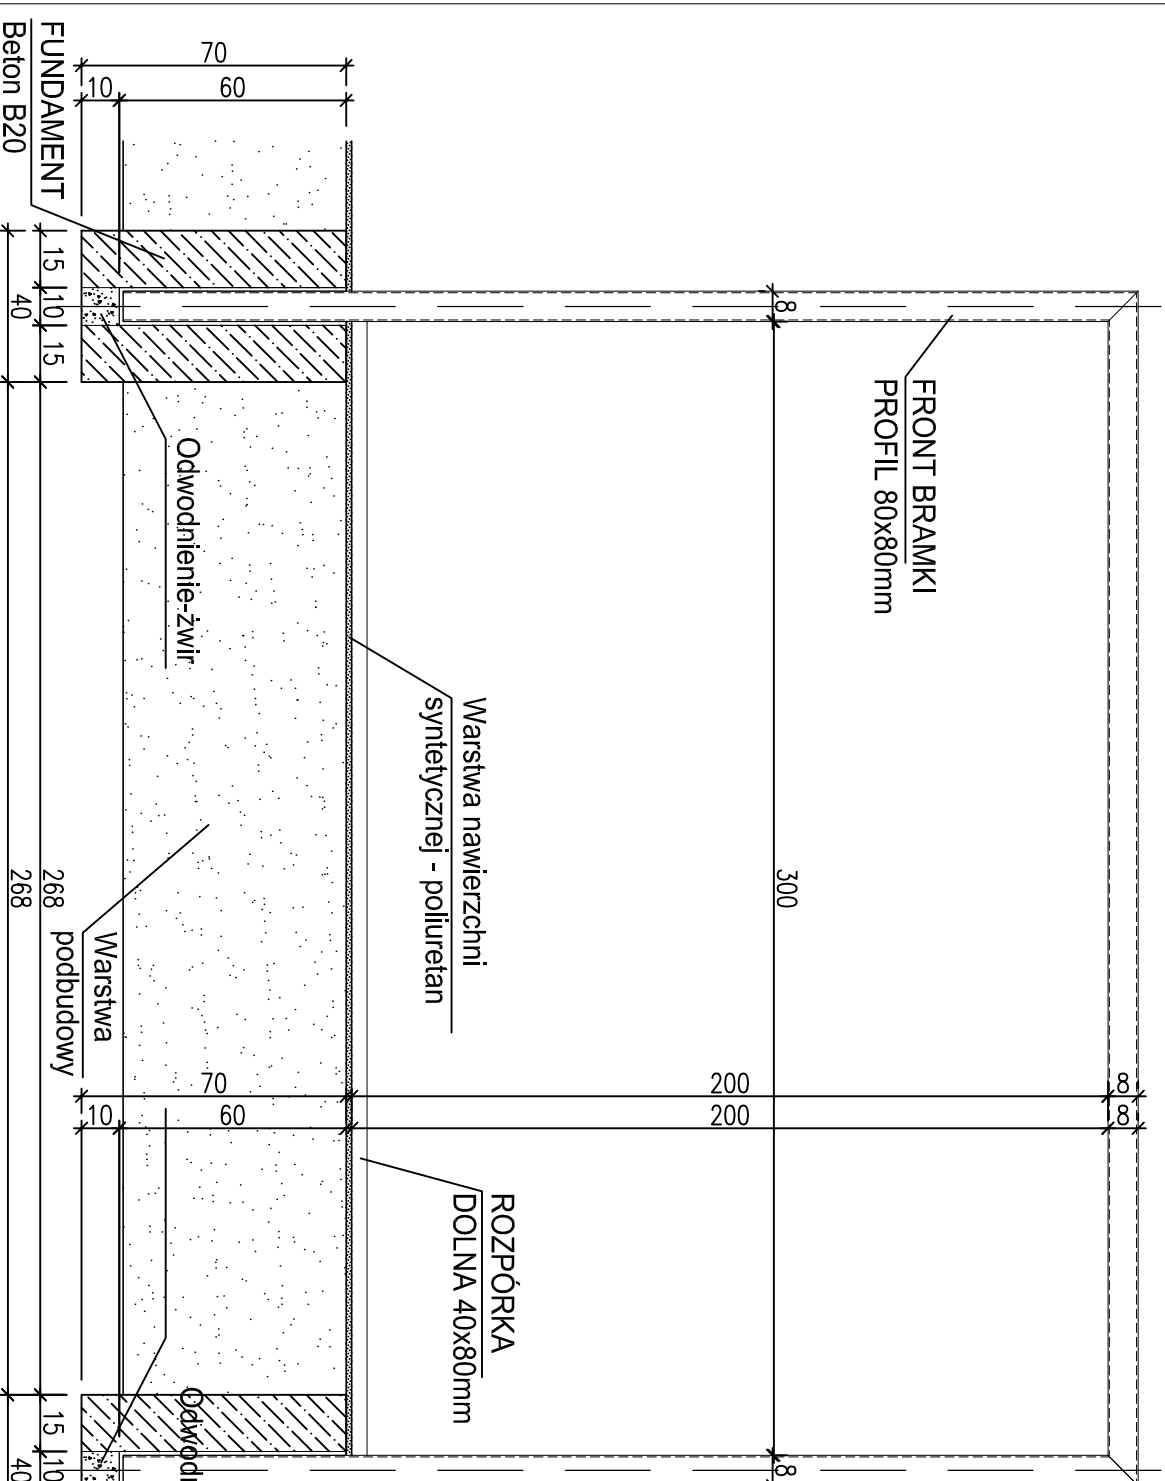 FRONT BRAMKI
PROFIL 80x80mm
8
300
8
8
8
200
200
Warstwa nawierzchni
syntetycznej - poliuretan
ROZPÓRKA
DOLNA 40x80mm
70
10
60
70
10
60
Odwodnienie-żwir
Warstwa
podbudowy
FUNDAMENT
Beton B20
15
10
15
268
15
10
40
268
40